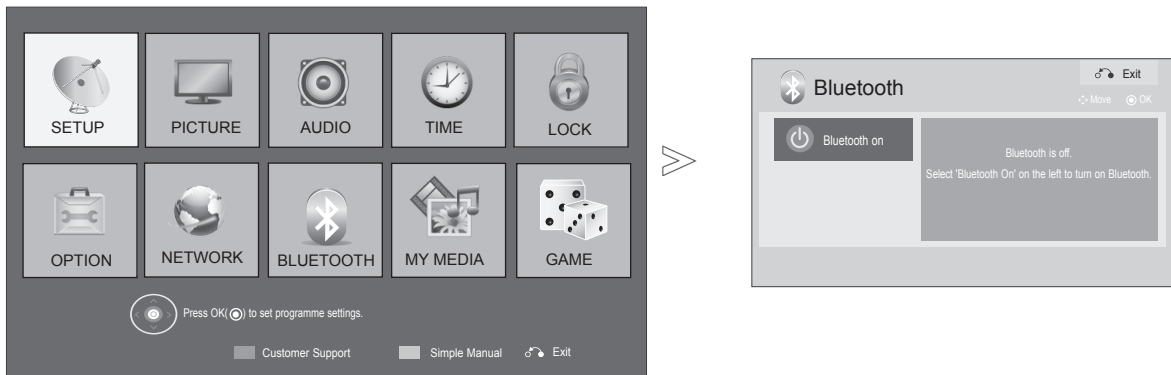 SETUP PICTURE AUDIO TIME LOCK
OPTION NETWORK BLUETOOTH MY MEDIA GAME
Press OK( ) to set programme settings.
Customer Support Simple Manual Exit
Bluetooth
Exit
Move OK
Bluetooth on
Bluetooth is off.
Select 'Bluetooth On' on the left to turn on Bluetooth.